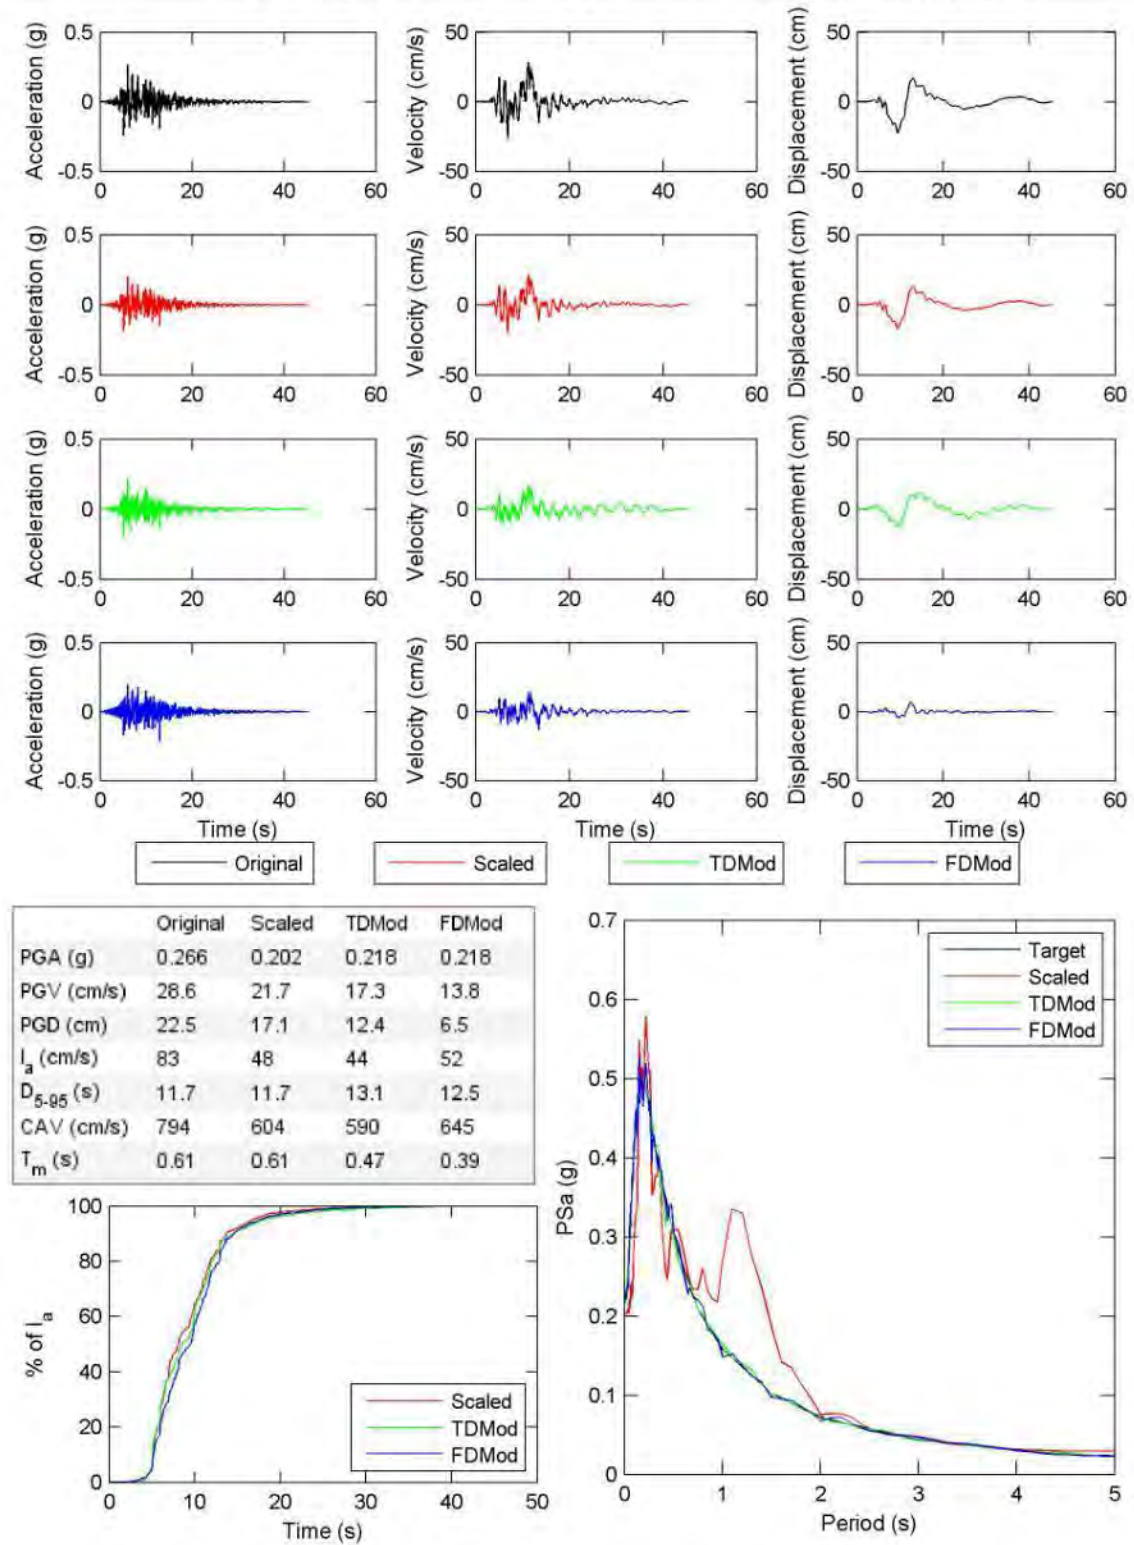 Acceleration (g)
0.5
0
-0.5
0 20 40 60
Velocity (cm/s)
50
0
-50
0 20 40 60
Displacement (cm)
50
0
-50
0 20 40 60
Acceleration (g)
0.5
0
-0.5
0 20 40 60
Velocity (cm/s)
50
0
-50
0 20 40 60
Displacement (cm)
50
0
-50
0 20 40 60
Acceleration (g)
0.5
0
-0.5
0 20 40 60
Velocity (cm/s)
50
0
-50
0 20 40 60
Displacement (cm)
50
0
-50
0 20 40 60
Acceleration (g)
0.5
0
-0.5
0 20 40 60
Time (s)
Velocity (cm/s)
50
0
-50
0 20 40 60
Time (s)
Displacement (cm)
50
0
-50
0 20 40 60
Time (s)
Original Scaled TDMod FDMod
Original Scaled TDMod FDMod
PGA (g) 0.266 0.202 0.218 0.218
PGV (cm/s) 28.6 21.7 17.3 13.8
PGD (cm) 22.5 17.1 12.4 6.5
Ia (cm/s) 83 48 44 52
D5-95 (s) 11.7 11.7 13.1 12.5
CAV (cm/s) 794 604 590 645
Tm (s) 0.61 0.61 0.47 0.39
% of Ia
100
80
60
40
20
0
0 10 20 30 40 50
Time (s)
Scaled
TDMod
FDMod
PSa (g)
0.7
0.6
0.5
0.4
0.3
0.2
0.1
0
0 1 2 3 4 5
Period (s)
Target
Scaled
TDMod
FDMod